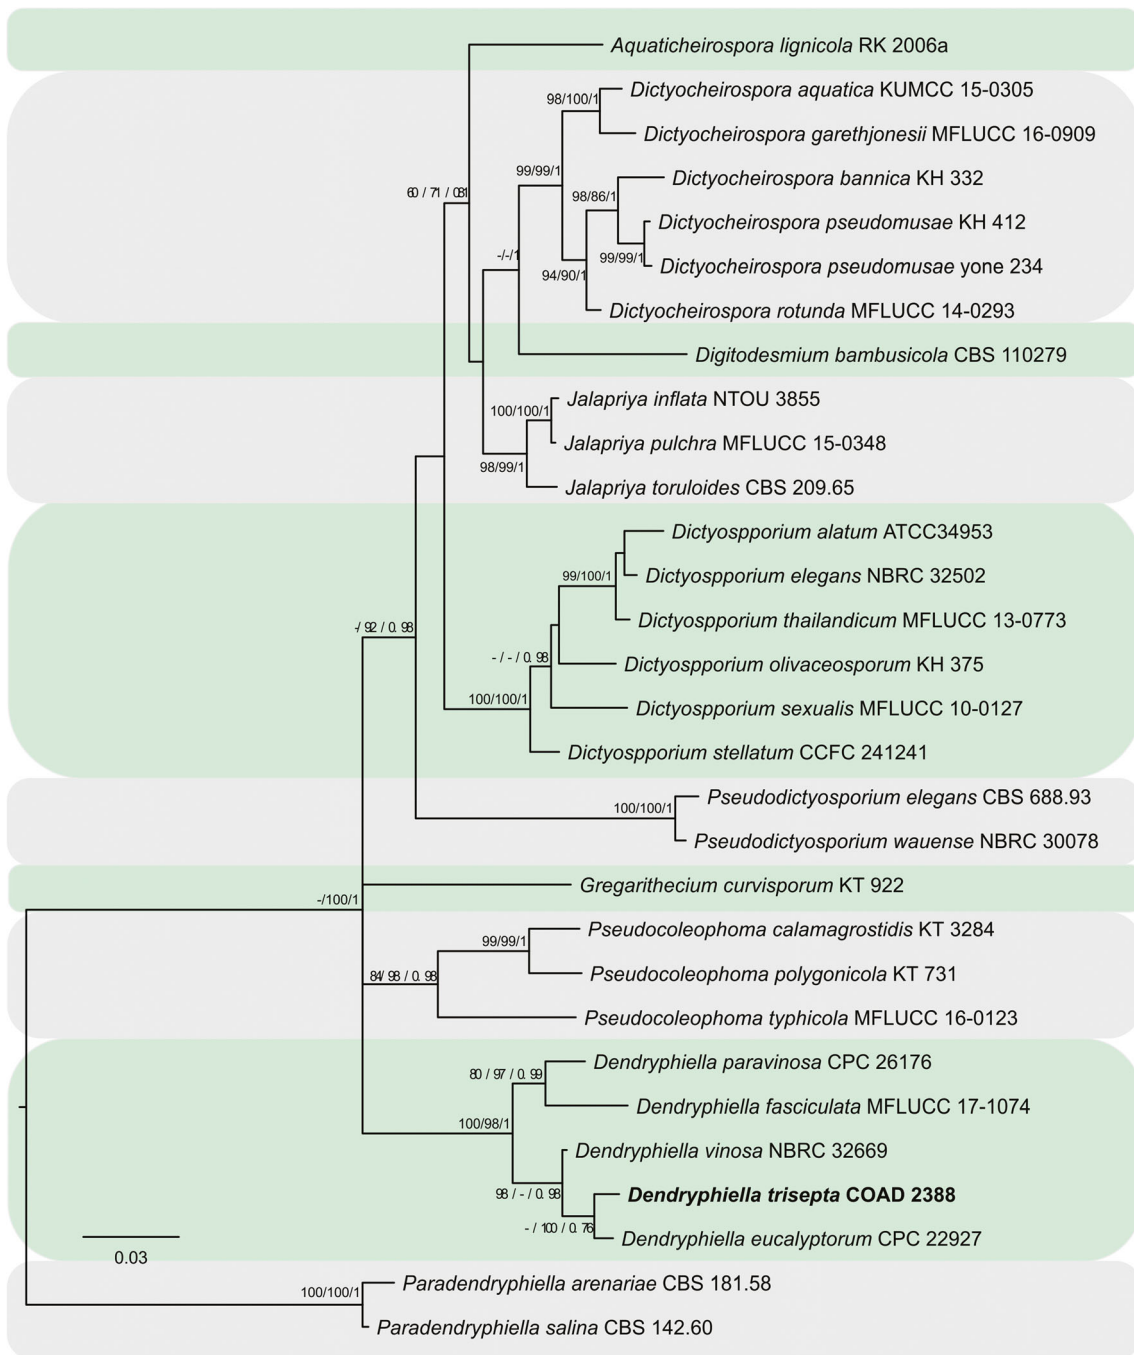 Aquaticheirospora lignicola RK 2006a
Dictyocheirospora aquatica KUMCC 15-0305
98/100/1
Dictyocheirospora garethjonesii MFLUCC 16-0909
99/99/1
Dictyocheirospora bannica KH 332
60 / 71 / 0.81
98/86/1
Dictyocheirospora pseudomusae KH 412
-/-/1
99/99/1
Dictyocheirospora pseudomusae yone 234
94/90/1
Dictyocheirospora rotunda MFLUCC 14-0293
Digitodesmium bambusicola CBS 110279
Jalapriya inflata NTOU 3855
100/100/1
Jalapriya pulchra MFLUCC 15-0348
98/99/1
Jalapriya toruloides CBS 209.65
Dictyospporium alatum ATCC34953
99/100/1
Dictyospporium elegans NBRC 32502
Dictyospporium thailandicum MFLUCC 13-0773
-/ 92 / 0. 98
- / - / 0. 98
Dictyospporium olivaceosporum KH 375
100/100/1
Dictyospporium sexualis MFLUCC 10-0127
Dictyospporium stellatum CCFC 241241
Pseudodictyosporium elegans CBS 688.93
100/100/1
Pseudodictyosporium wauense NBRC 30078
Gregarithecium curvisporum KT 922
-/100/1
Pseudocoleophoma calamagrostidis KT 3284
99/99/1
84/ 98 / 0. 98
Pseudocoleophoma polygonicola KT 731
Pseudocoleophoma typhicola MFLUCC 16-0123
Dendryphiella paravinosa CPC 26176
80 / 97 / 0. 99
Dendryphiella fasciculata MFLUCC 17-1074
100/98/1
Dendryphiella vinosa NBRC 32669
98 / - / 0. 98
Dendryphiella trisepta COAD 2388
- / 100 / 0. 76
Dendryphiella eucalyptorum CPC 22927
0.03
Paradendryphiella arenariae CBS 181.58
100/100/1
Paradendryphiella salina CBS 142.60